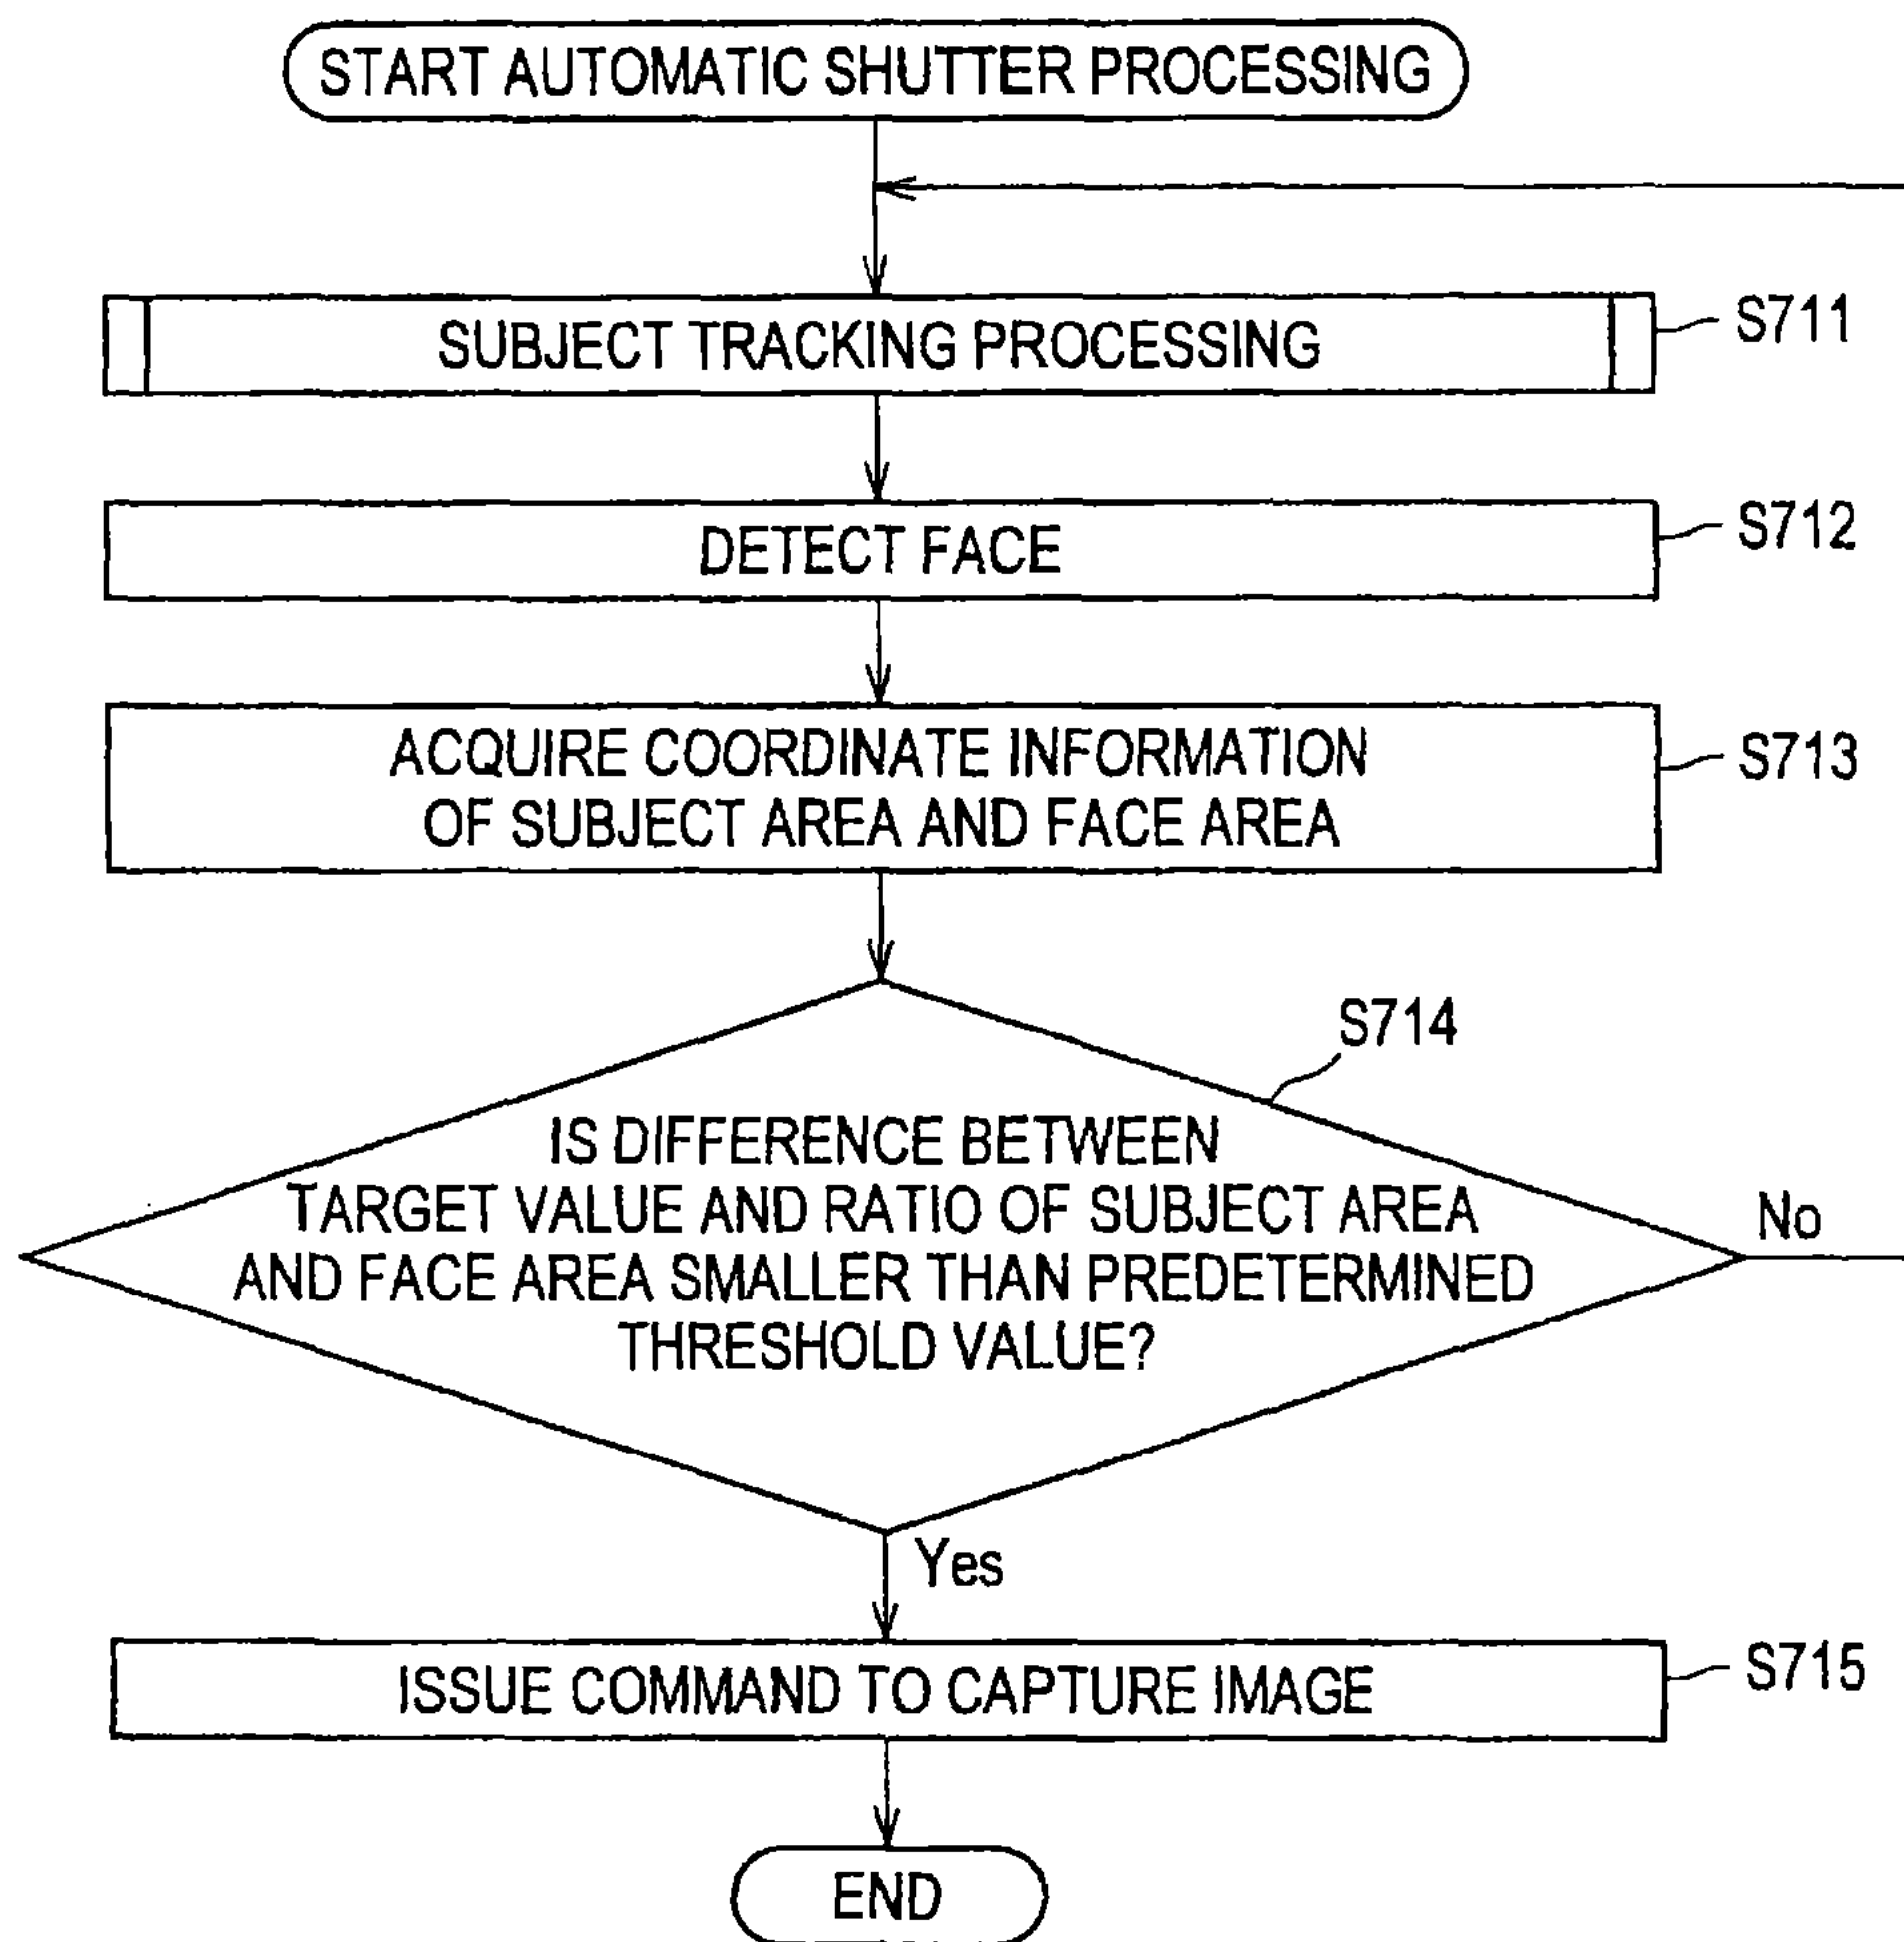 START AUTOMATIC SHUTTER PROCESSING
SUBJECT TRACKING PROCESSING
S711
DETECT FACE
S712
ACQUIRE COORDINATE INFORMATION
OF SUBJECT AREA AND FACE AREA
S713
S714
IS DIFFERENCE BETWEEN
TARGET VALUE AND RATIO OF SUBJECT AREA
AND FACE AREA SMALLER THAN PREDETERMINED
THRESHOLD VALUE?
No
Yes
ISSUE COMMAND TO CAPTURE IMAGE
S715
END